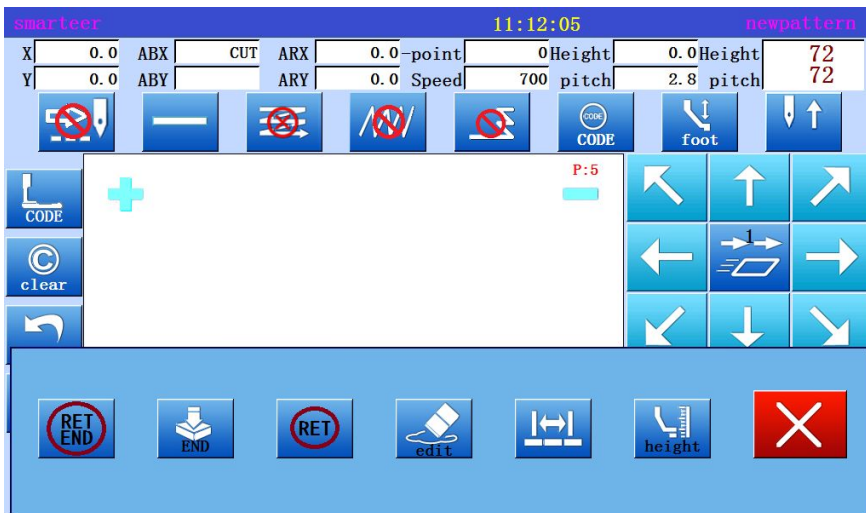 smarteer 11:12:05 newpattern
X 0.0 ABX CUT ARX 0.0 -point 0 Height 0.0 Height 72
Y 0.0 ABY ARY 0.0 Speed 700 pitch 2.8 pitch 72
CODE
CODE
foot
P:5
CODE
1
C
clear
RET
END
END
RET
edit
height